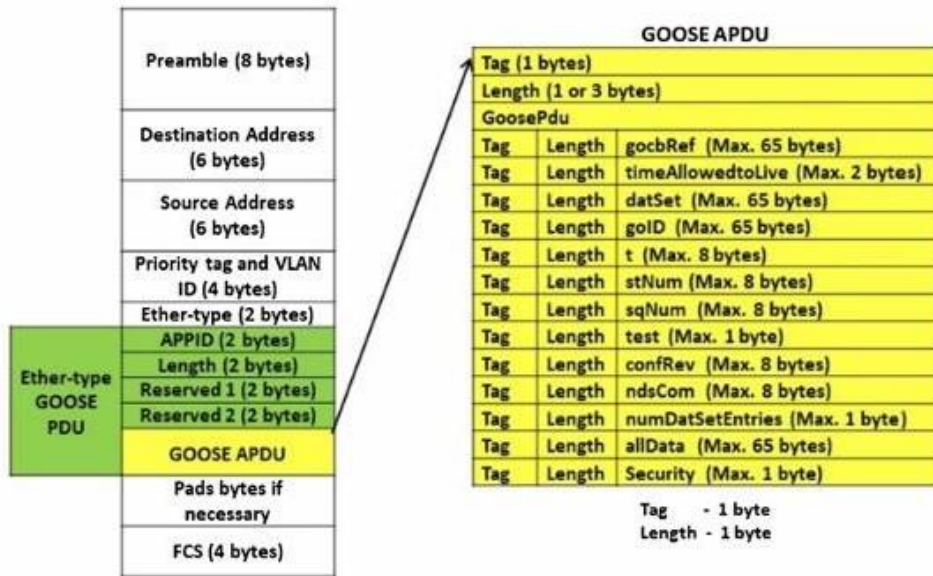 Preamble (8 bytes)
Destination Address
(6 bytes)
Source Address
(6 bytes)
Priority tag and VLAN
ID (4 bytes)
Ether-type (2 bytes)
Ether-type
GOOSE
PDU
APPID (2 bytes)
Length (2 bytes)
Reserved 1 (2 bytes)
Reserved 2 (2 bytes)
GOOSE APDU
Pads bytes if
necessary
FCS (4 bytes)
GOOSE APDU
Tag (1 bytes)
Length (1 or 3 bytes)
GoosePdu
Tag Length gocbRef (Max. 65 bytes)
Tag Length timeAllowedtoLive (Max. 2 bytes)
Tag Length datSet (Max. 65 bytes)
Tag Length goID (Max. 65 bytes)
Tag Length t (Max. 8 bytes)
Tag Length stNum (Max. 8 bytes)
Tag Length sqNum (Max. 8 bytes)
Tag Length test (Max. 1 byte)
Tag Length confRev (Max. 8 bytes)
Tag Length ndsCom (Max. 8 bytes)
Tag Length numDatSetEntries (Max. 1 byte)
Tag Length allData (Max. 65 bytes)
Tag Length Security (Max. 1 byte)
Tag - 1 byte
Length - 1 byte